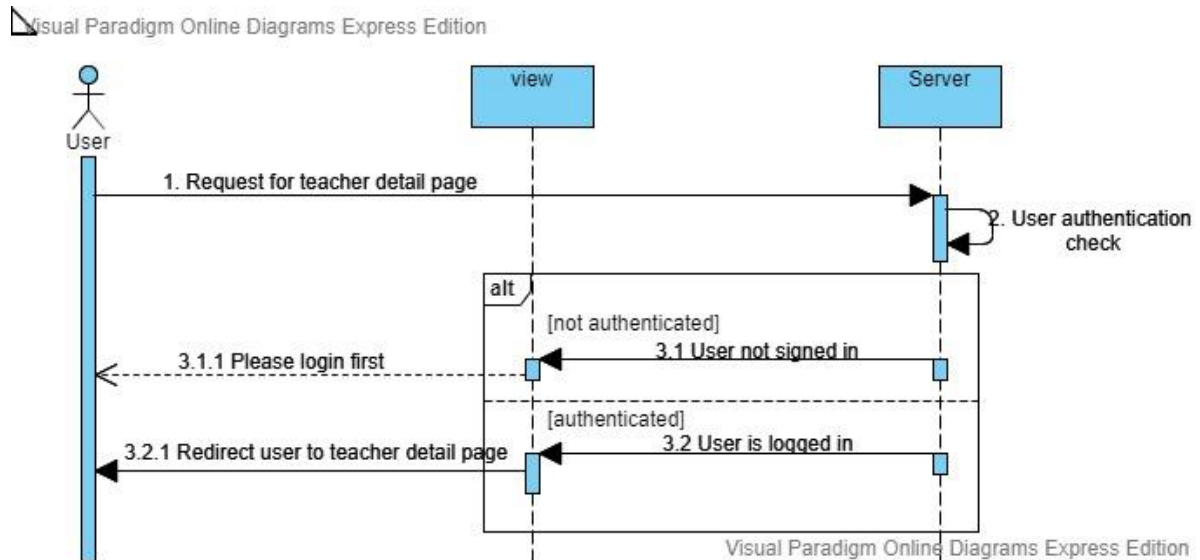 Visual Paradigm Online Diagrams Express Edition
User
view
Server
1. Request for teacher detail page
2. User authentication
check
alt
[not authenticated]
3.1 User not signed in
3.1.1 Please login first
[authenticated]
3.2 User is logged in
3.2.1 Redirect user to teacher detail page
Visual Paradigm Online Diagrams Express Edition